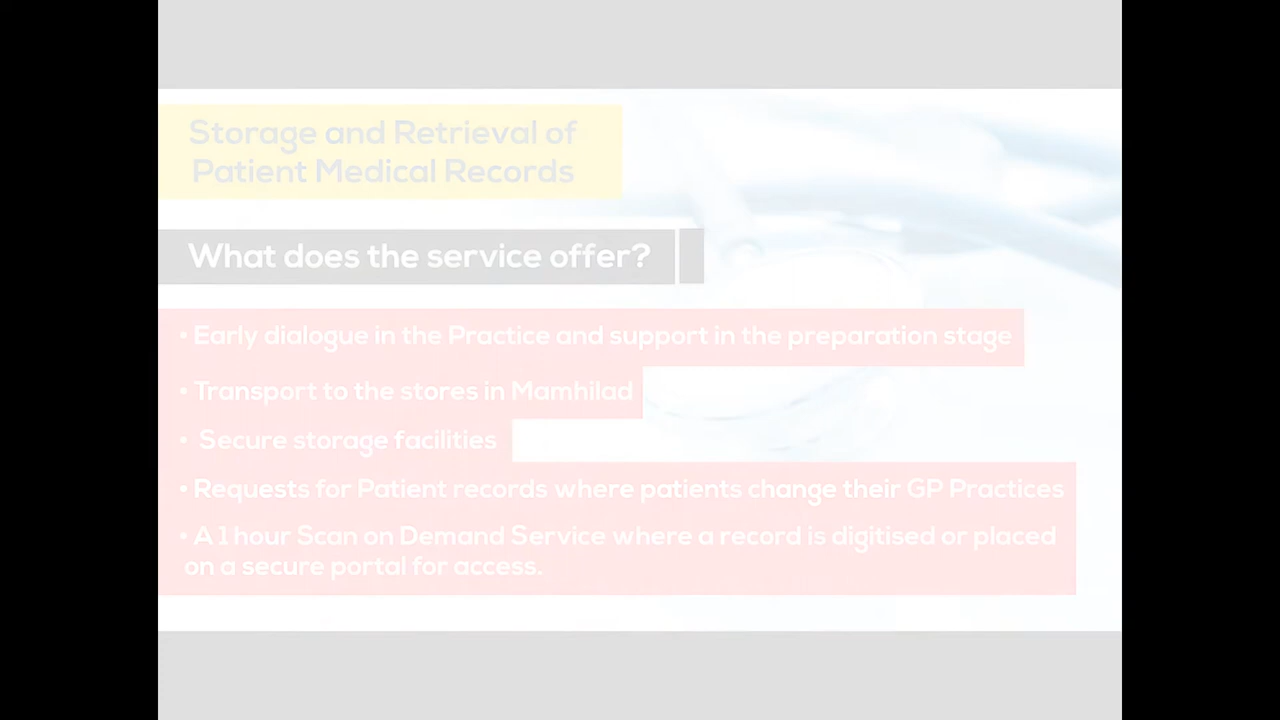 Storage and Retrieval of
Patient Medical Records
What does the service offer?
• Early dialogue in the Practice and support in the preparation stage
• Transport to the stores in Mamhilad
• Secure storage facilities
• Requests for Patient records where patients change their GP Practices
• A 1 hour Scan on Demand Service where a record is digitised or placed
on a secure portal for access.